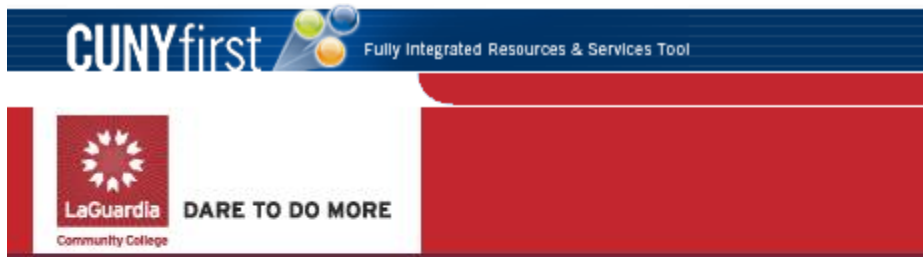 CUNYfirst Fully Integrated Resources & Services Tool
LaGuardia DARE TO DO MORE
Community College